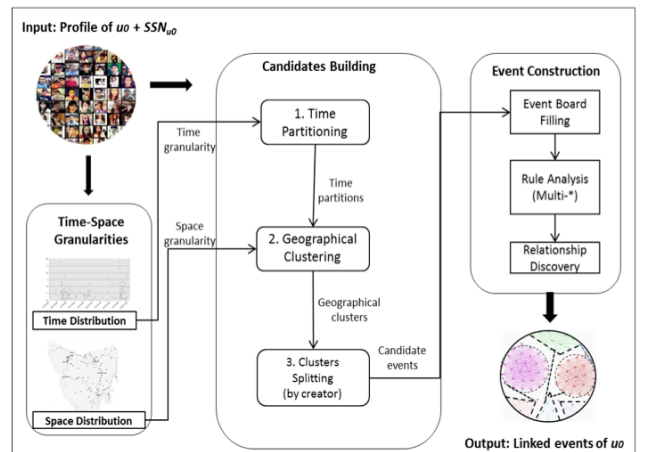 Input: Profile of u0 + SSNu0
Candidates Building
Event Construction
1. Time
Partitioning
Time
granularity
Time
partitions
Time-Space
Granularities
Time Distribution
Space Distribution
Space
granularity
2. Geographical
Clustering
Geographical
clusters
3. Clusters
Splitting
(by creator)
Candidate
events
Event Board
Filling
Rule Analysis
(Multi-*)
Relationship
Discovery
Output: Linked events of u0